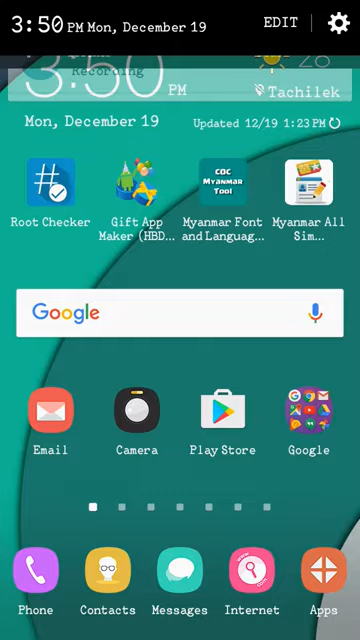 3:50 PM Mon, December 19 EDIT
Recording
3:50 PM
28
Tachilek
Mon, December 19 Updated 12/19 1:23 PM
Root Checker
Gift App Maker (HBD...
CDC Myanmar Tool
Myanmar Font and Languag...
Myanmar All Sim...
Google
Email
Camera
Play Store
Google
Phone
Contacts
Messages
Internet
Apps